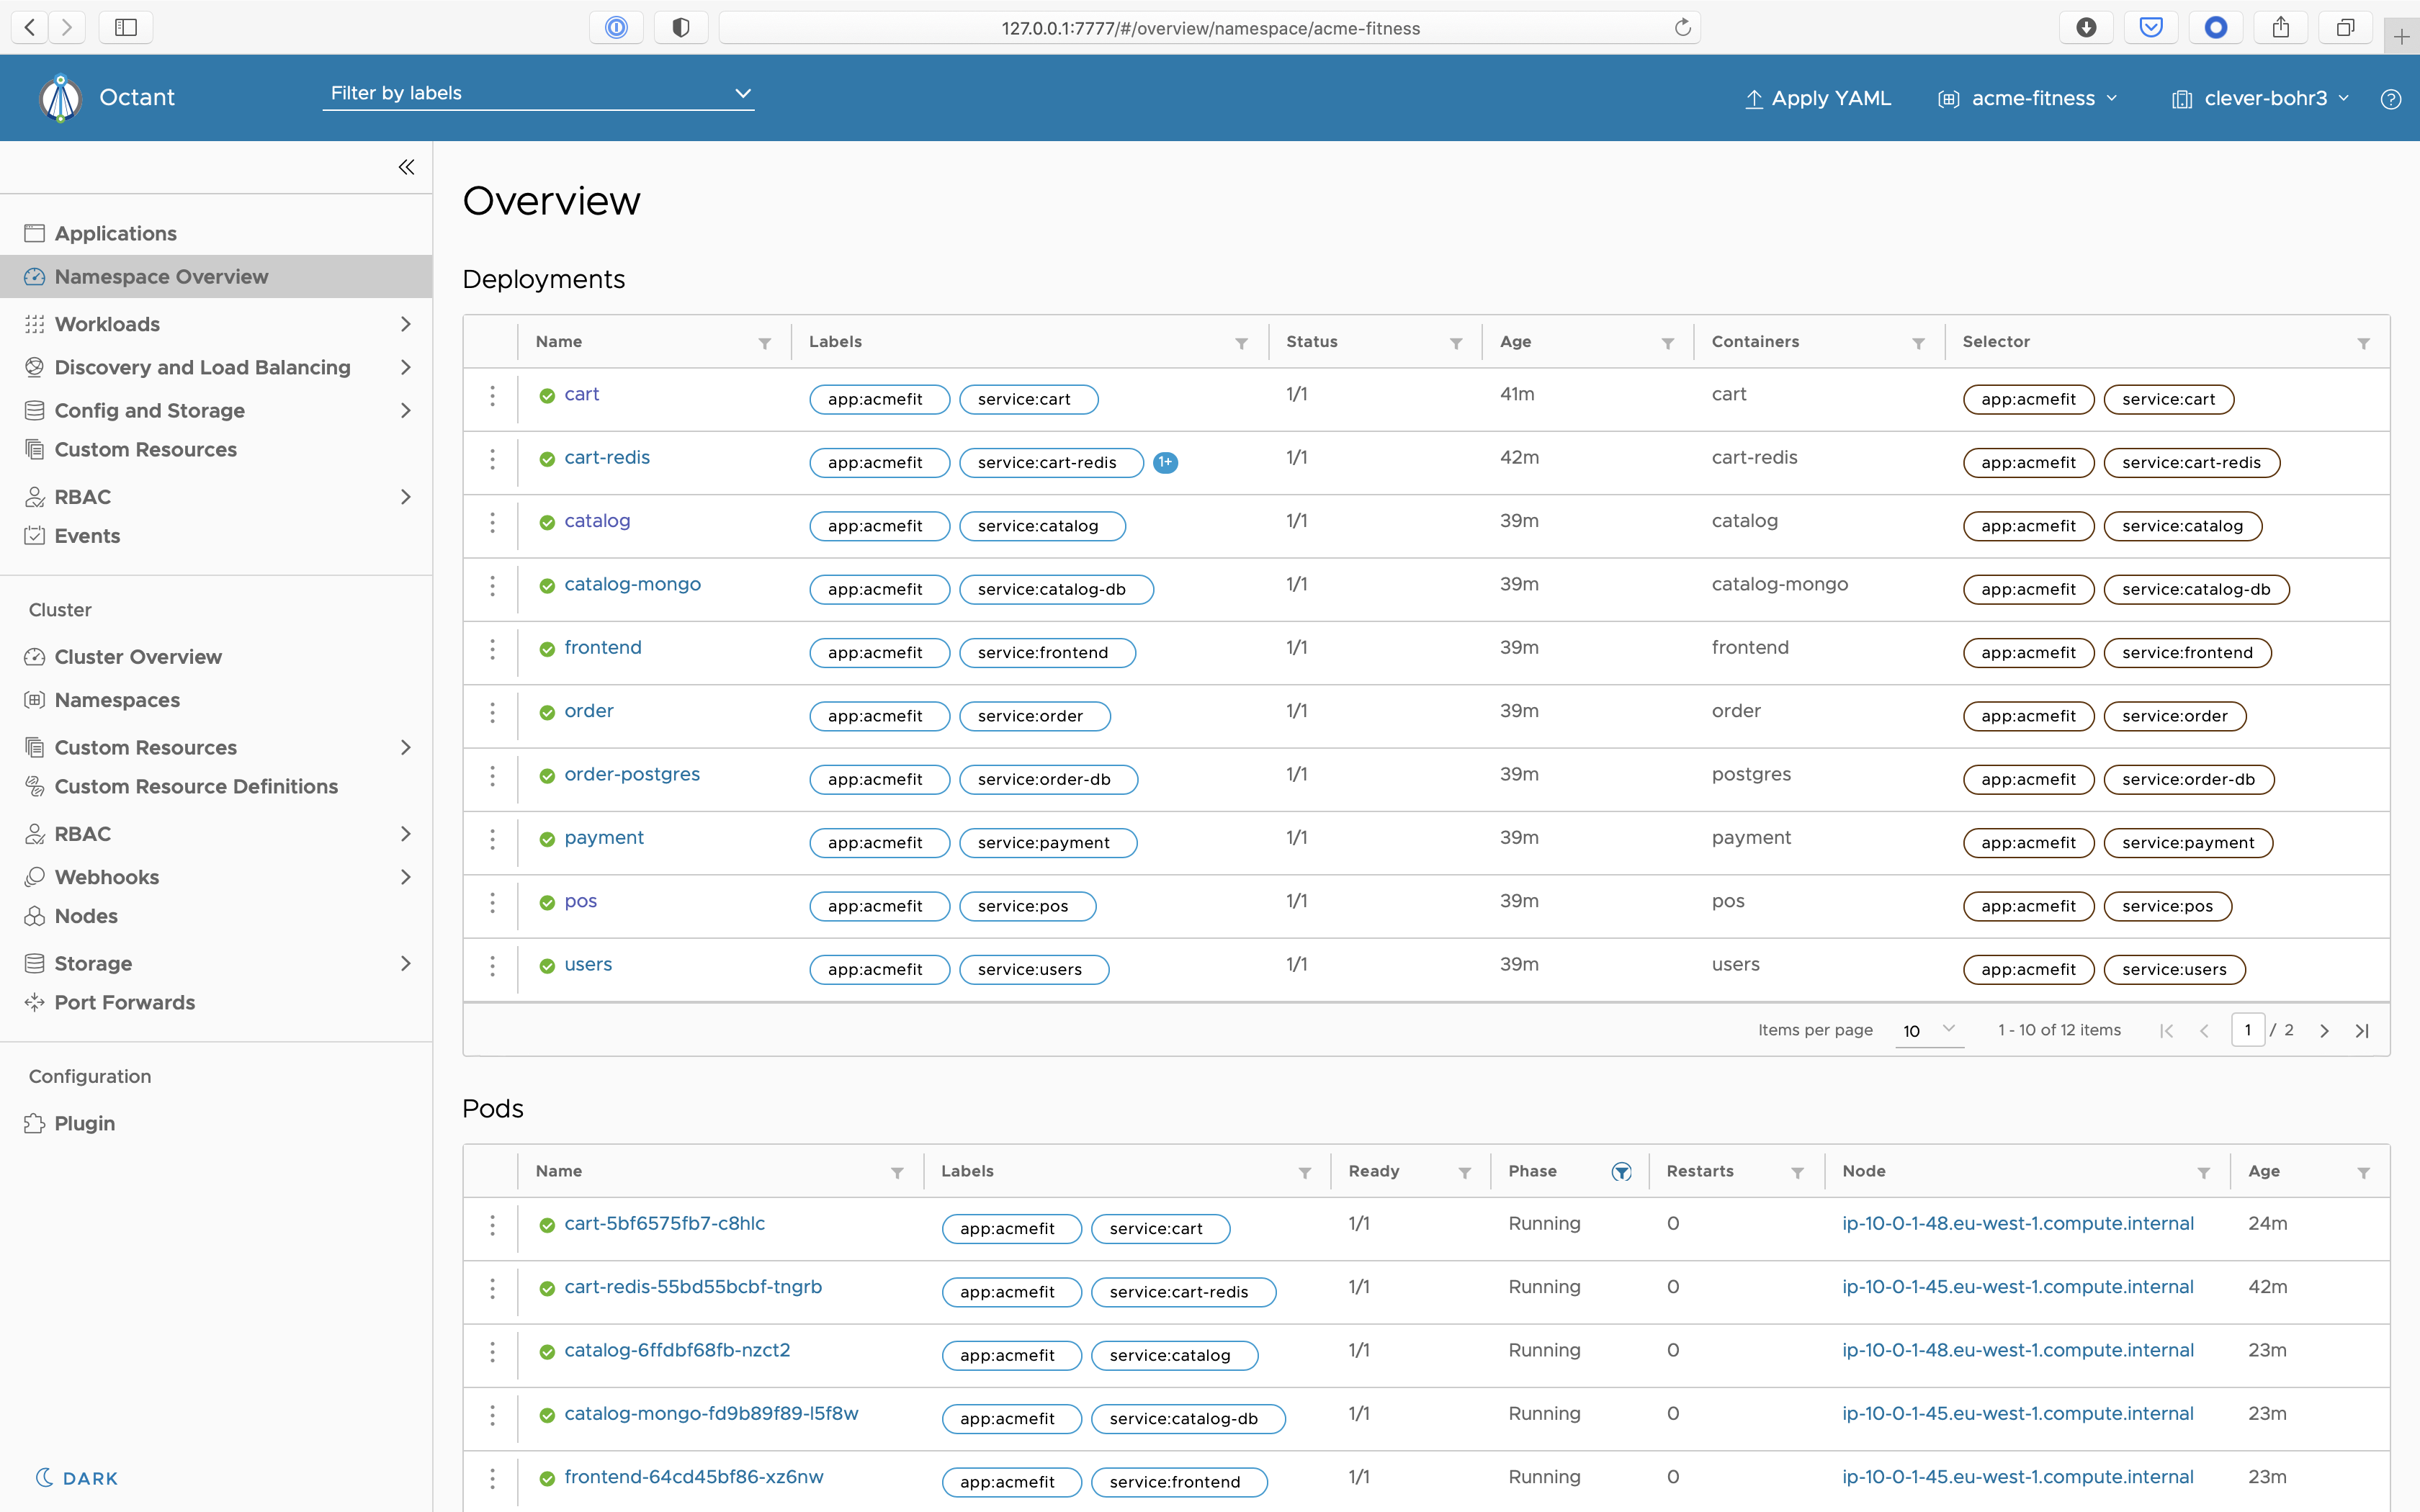 127.0.0.1:7777/#/overview/namespace/acme-fitness
Octant
Filter by labels
Apply YAML
acme-fitness
clever-bohr3
Applications
Namespace Overview
Workloads
Discovery and Load Balancing
Config and Storage
Custom Resources
RBAC
Events
Cluster
Cluster Overview
Namespaces
Custom Resources
Custom Resource Definitions
RBAC
Webhooks
Nodes
Storage
Port Forwards
Configuration
Plugin
DARK
Overview
Deployments
Name Labels Status Age Containers Selector
cart app:acmefit service:cart 1/1 41m cart app:acmefit service:cart
cart-redis app:acmefit service:cart-redis 1+ 1/1 42m cart-redis app:acmefit service:cart-redis
catalog app:acmefit service:catalog 1/1 39m catalog app:acmefit service:catalog
catalog-mongo app:acmefit service:catalog-db 1/1 39m catalog-mongo app:acmefit service:catalog-db
frontend app:acmefit service:frontend 1/1 39m frontend app:acmefit service:frontend
order app:acmefit service:order 1/1 39m order app:acmefit service:order
order-postgres app:acmefit service:order-db 1/1 39m postgres app:acmefit service:order-db
payment app:acmefit service:payment 1/1 39m payment app:acmefit service:payment
pos app:acmefit service:pos 1/1 39m pos app:acmefit service:pos
users app:acmefit service:users 1/1 39m users app:acmefit service:users
Items per page 10 1 - 10 of 12 items 1 / 2
Pods
Name Labels Ready Phase Restarts Node Age
cart-5bf6575fb7-c8hlc app:acmefit service:cart 1/1 Running 0 ip-10-0-1-48.eu-west-1.compute.internal 24m
cart-redis-55bd55bcbf-tngrb app:acmefit service:cart-redis 1/1 Running 0 ip-10-0-1-45.eu-west-1.compute.internal 42m
catalog-6ffdbf68fb-nzct2 app:acmefit service:catalog 1/1 Running 0 ip-10-0-1-48.eu-west-1.compute.internal 23m
catalog-mongo-fd9b89f89-l5f8w app:acmefit service:catalog-db 1/1 Running 0 ip-10-0-1-45.eu-west-1.compute.internal 23m
frontend-64cd45bf86-xz6nw app:acmefit service:frontend 1/1 Running 0 ip-10-0-1-45.eu-west-1.compute.internal 23m